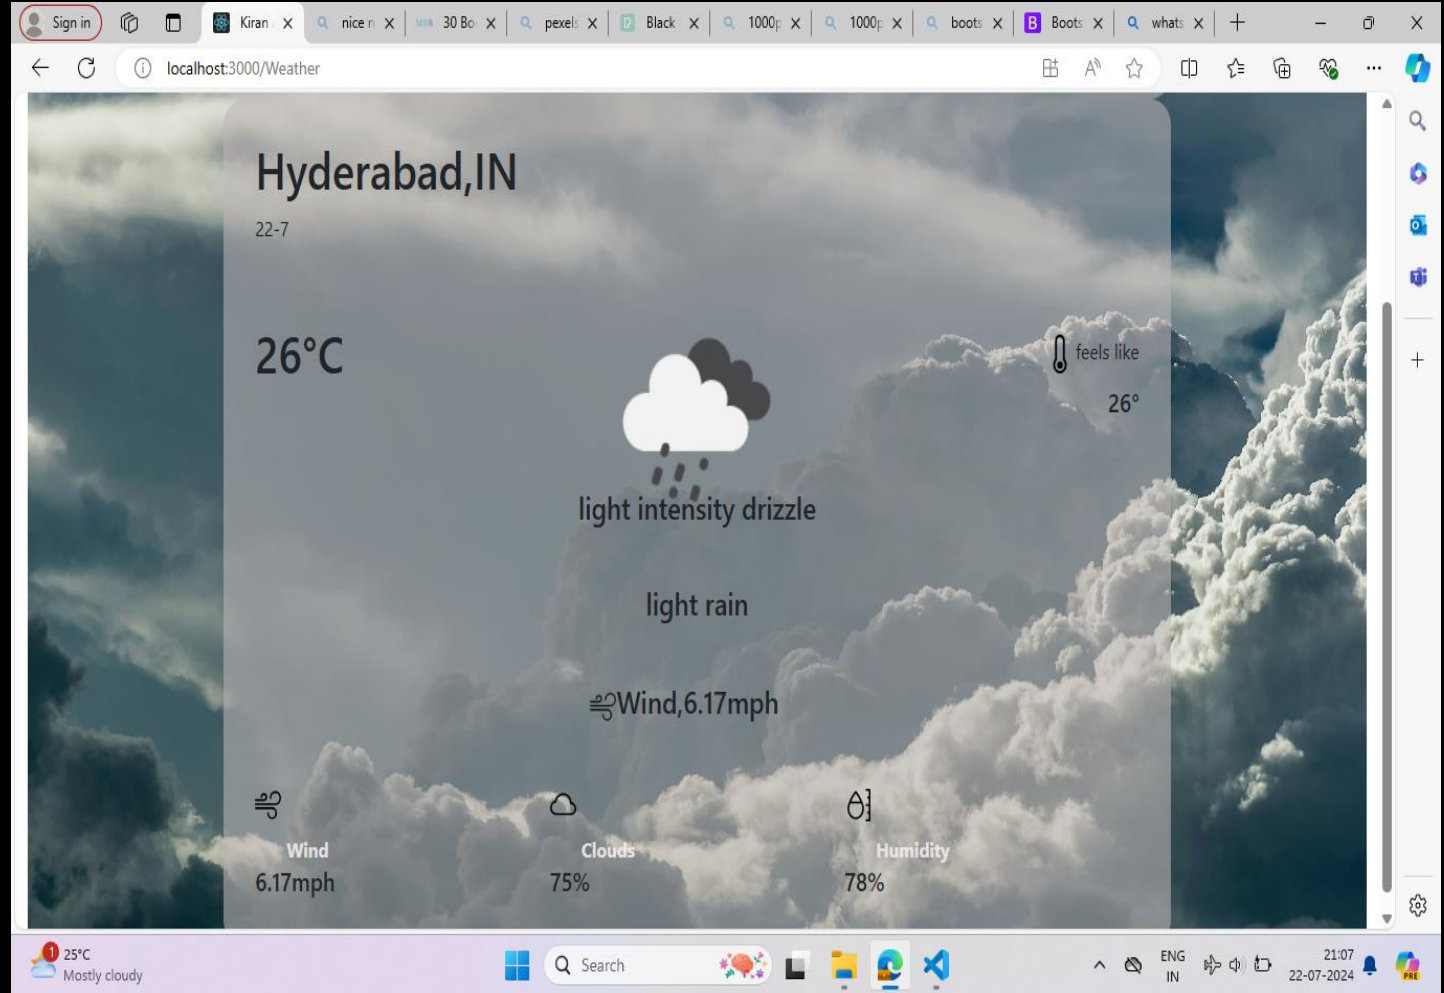 Sign in
Kiran
nice n
30 Bo
pexels
Black
1000p
1000p
boots
Boots
whats
localhost:3000/Weather
Hyderabad,IN
22-7
26°C
feels like
26°
light intensity drizzle
light rain
Wind,6.17mph
Wind
Clouds
Humidity
6.17mph
75%
78%
1
25°C
Mostly cloudy
Search
ENG
IN
21:07
22-07-2024
PRE